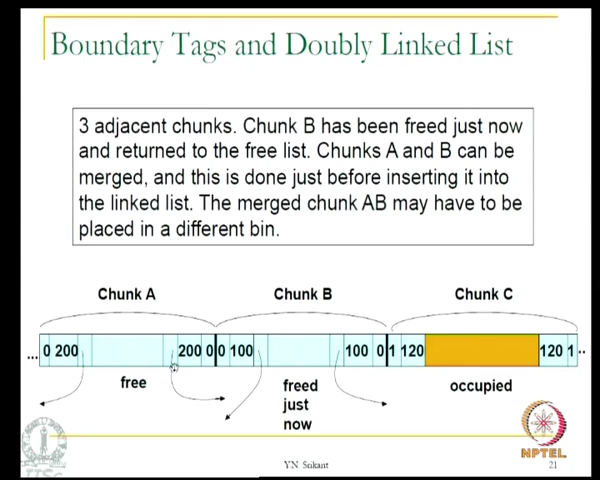 Boundary Tags and Doubly Linked List
3 adjacent chunks. Chunk B has been freed just now
and returned to the free list. Chunks A and B can be
merged, and this is done just before inserting it into
the linked list. The merged chunk AB may have to be
placed in a different bin.
Chunk A Chunk B Chunk C
... 0 200 200 0 0 100 100 0 1 120 120 1 ..
free freed just now occupied
NPTEL
Y.N. Srikant 21